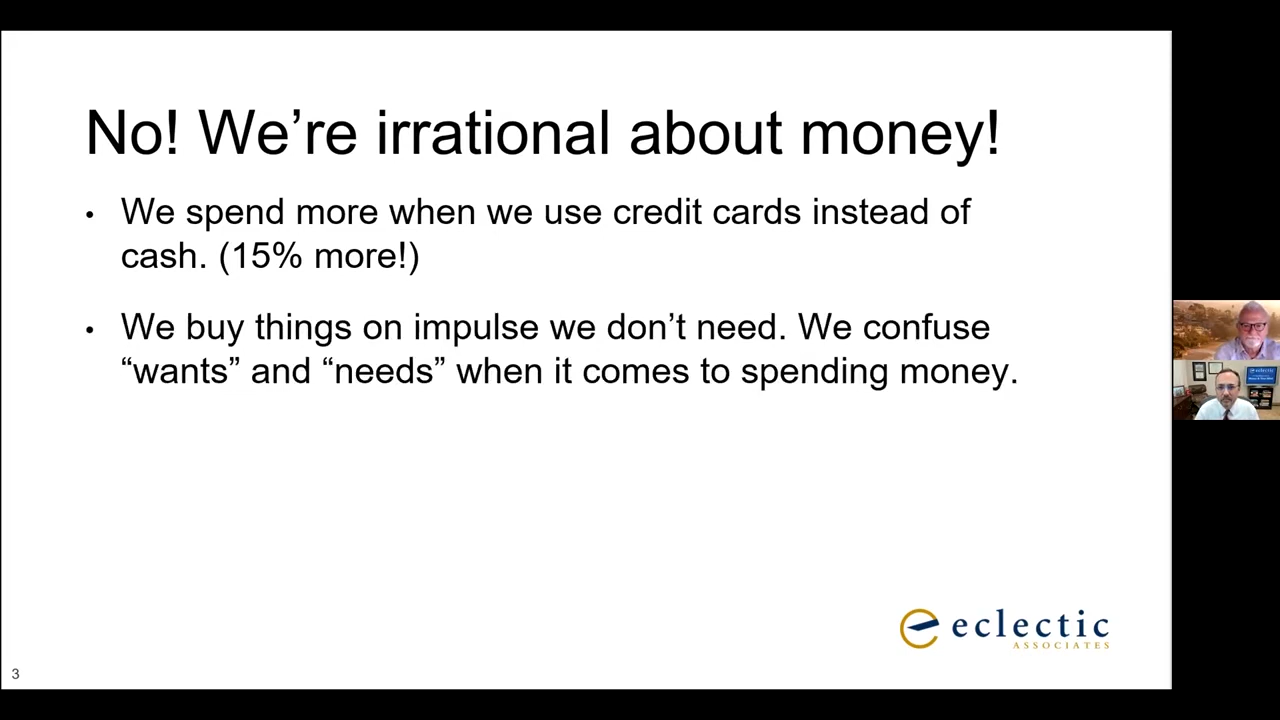 No! We’re irrational about money!
• We spend more when we use credit cards instead of
cash. (15% more!)
• We buy things on impulse we don’t need. We confuse
“wants” and “needs” when it comes to spending money.
eclectic
ASSOCIATES
3
eclectic